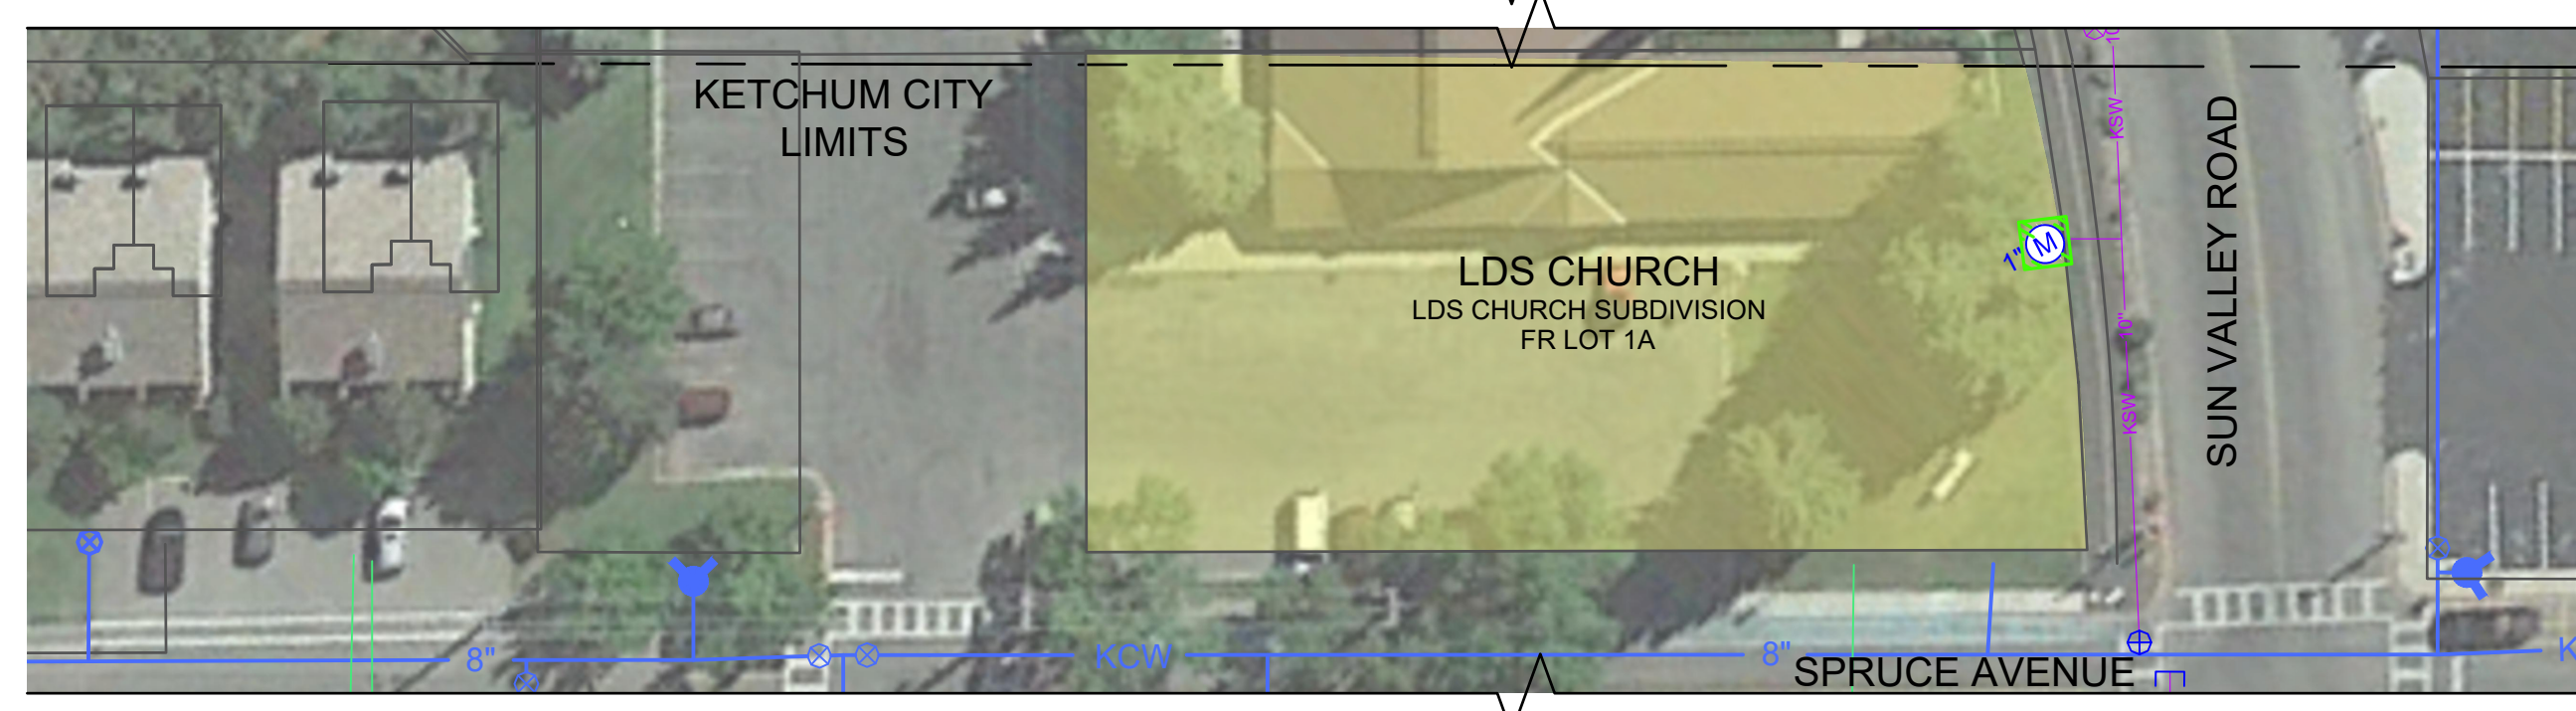 KETCHUM CITY
LIMITS
LDS CHURCH
LDS CHURCH SUBDIVISION
FR LOT 1A
1"
M
10
KSW
10"
KSW
SUN VALLEY ROAD
8"
KCW
8"
SPRUCE AVENUE
K